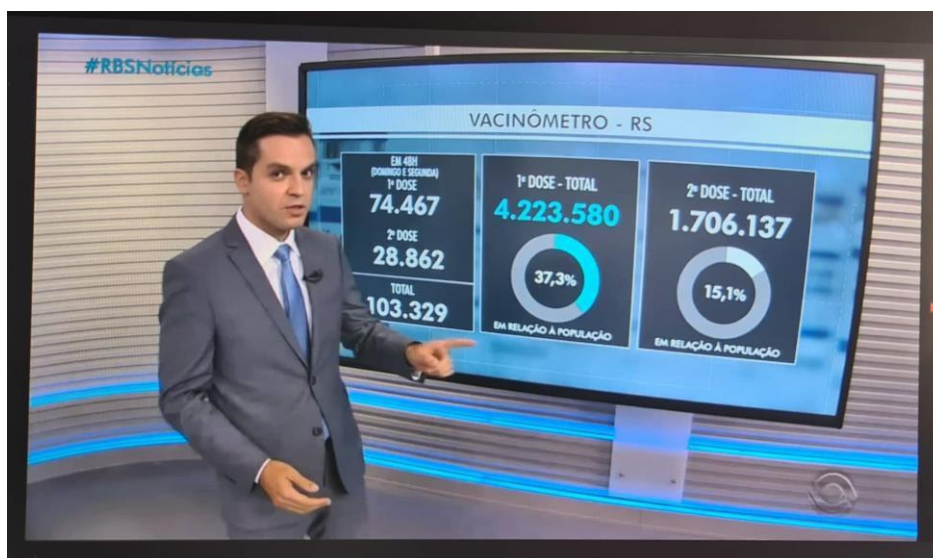 #RBSNotícias
VACINÔMETRO - RS
EM 48H
(DOMINGO E SEGUNDA)
1ª DOSE
74.467
2ª DOSE
28.862
TOTAL
103.329
1ª DOSE - TOTAL
4.223.580
37,3%
EM RELAÇÃO À POPULAÇÃO
2ª DOSE - TOTAL
1.706.137
15,1%
EM RELAÇÃO À POPULAÇÃO